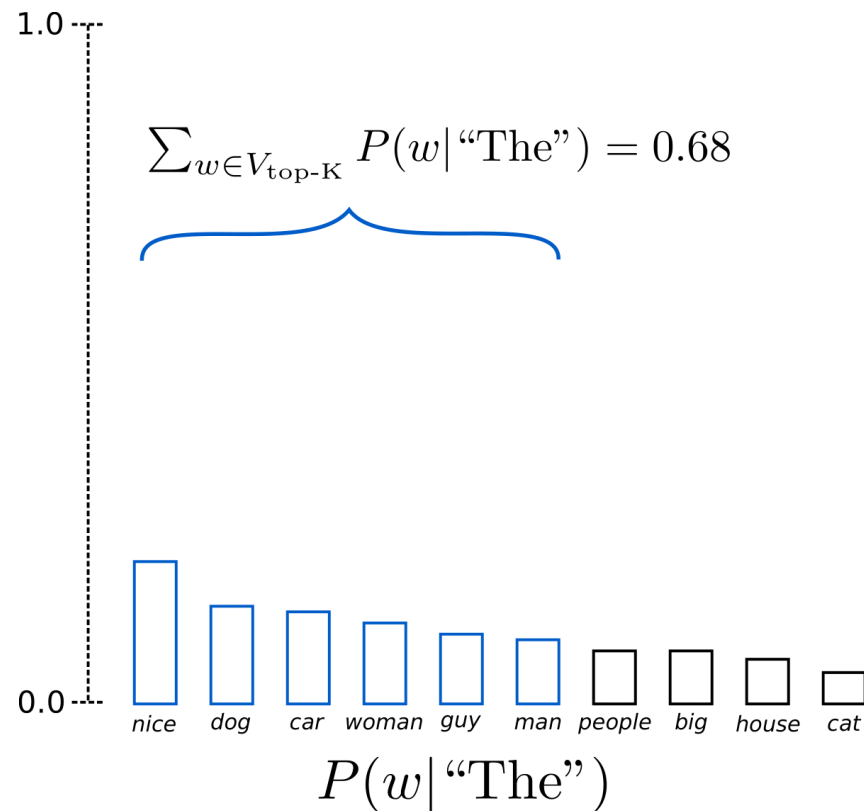 1.0
∑w∈Vtop-K P(w|“The”) = 0.68
0.0
nice dog car woman guy man people big house cat
P(w|“The”)